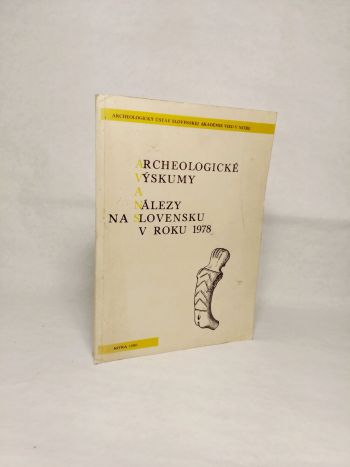 ARCHEOLOGICKÝ ÚSTAV SLOVENSKEJ AKADÉMIE VIED V NITRE
ARCHEOLOGICKÉ
VÝSKUMY
A
NÁLEZY
NA SLOVENSKU
V ROKU 1978
NITRA 1980